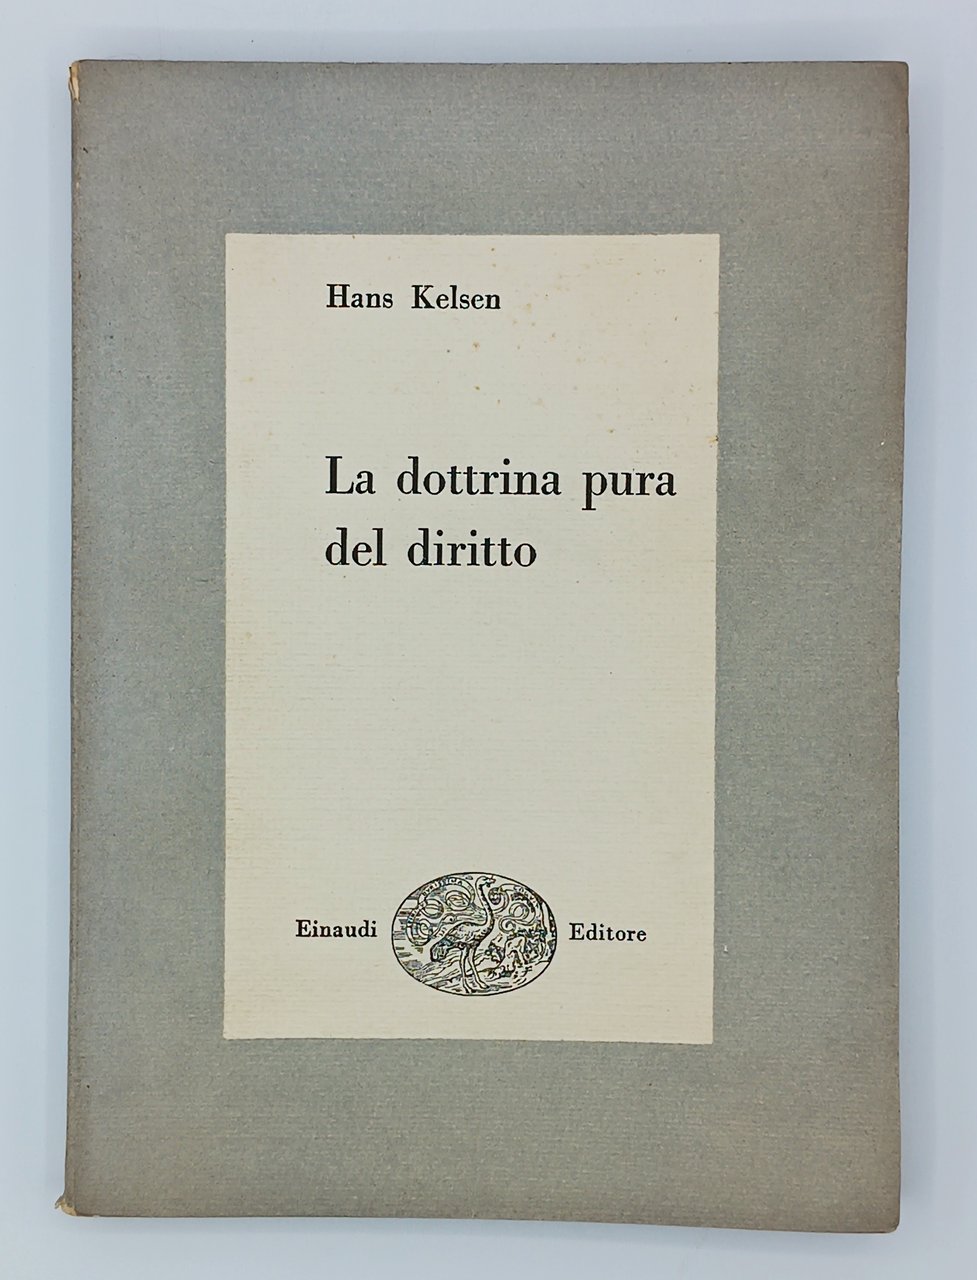 Hans Kelsen
La dottrina pura
del diritto
Einaudi Editore